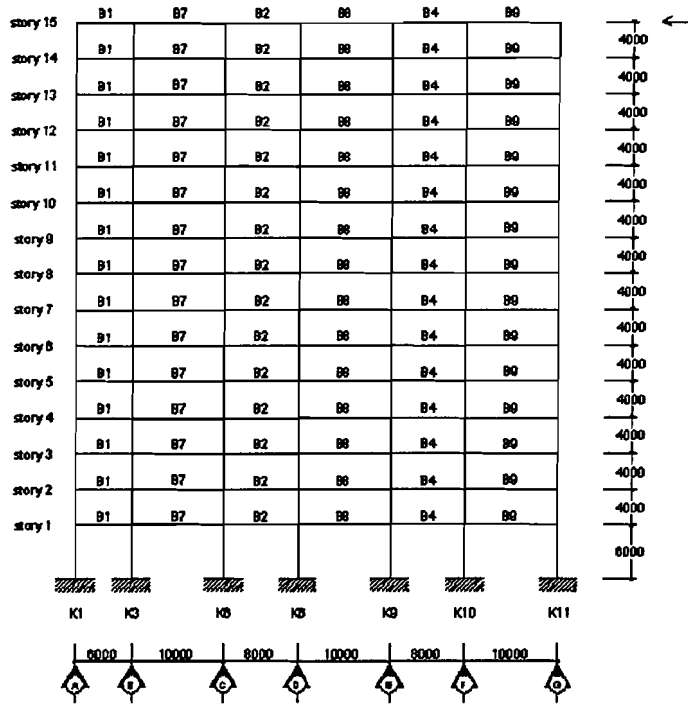 B1 B7 B2 B8 B4 B9
story 15
4000
B1 B7 B2 B8 B4 B9
story 14
4000
B1 B7 B2 B8 B4 B9
story 13
4000
B1 B7 B2 B8 B4 B9
story 12
4000
B1 B7 B2 B8 B4 B9
story 11
4000
B1 B7 B2 B8 B4 B9
story 10
4000
B1 B7 B2 B8 B4 B9
story 9
4000
B1 B7 B2 B8 B4 B9
story 8
4000
B1 B7 B2 B8 B4 B9
story 7
4000
B1 B7 B2 B8 B4 B9
story 6
4000
B1 B7 B2 B8 B4 B9
story 5
4000
B1 B7 B2 B8 B4 B9
story 4
4000
B1 B7 B2 B8 B4 B9
story 3
4000
B1 B7 B2 B8 B4 B9
story 2
4000
B1 B7 B2 B8 B4 B9
story 1
6000
K1 K3 K6 K8 K9 K10 K11
6000 10000 8000 10000 8000 10000
A C D F G